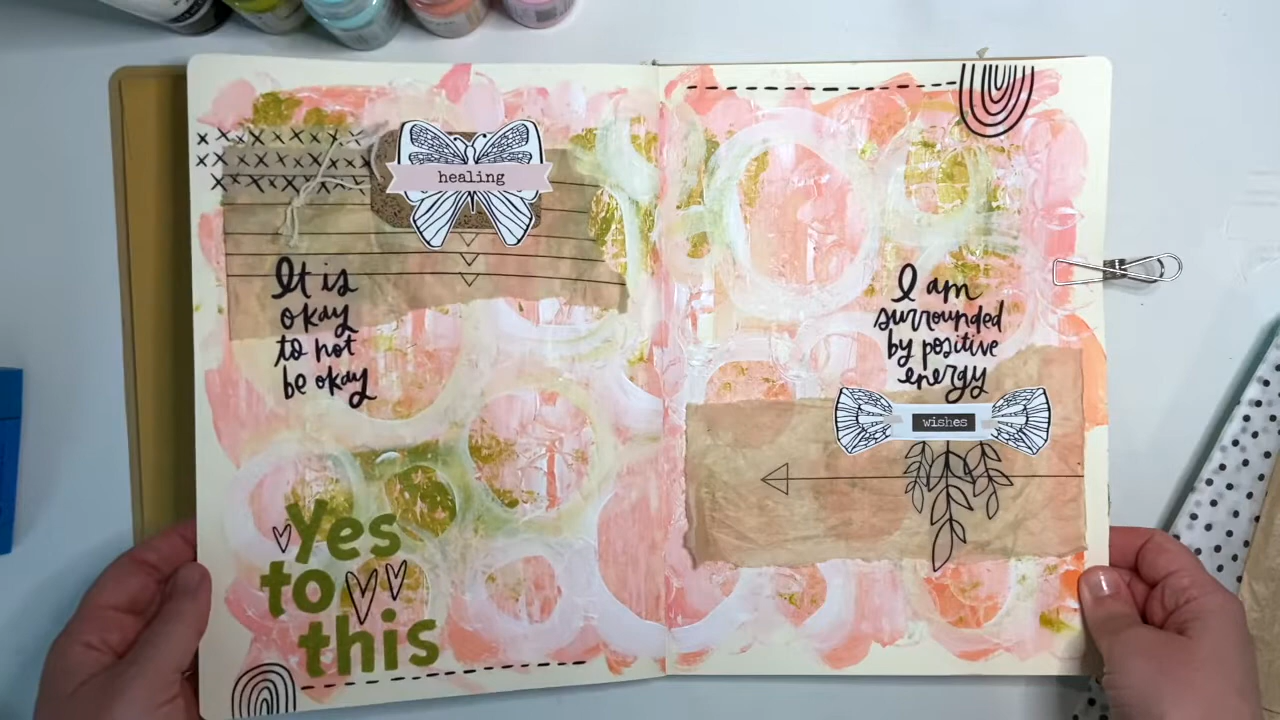 healing
It is
okay
to not
be okay
Yes
to
this
I am
surrounded
by positive
energy
wishes